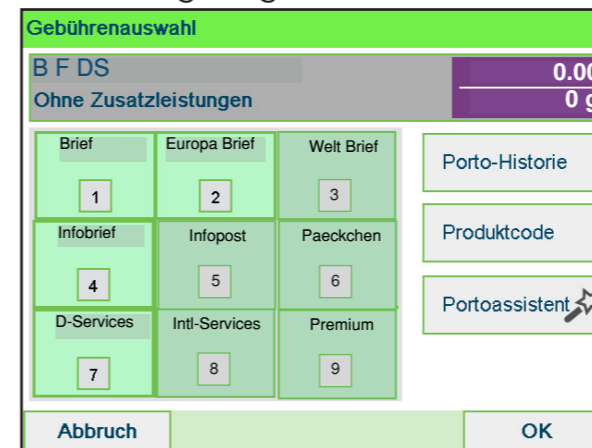 Gebührenauswahl
B F DS
0.00
Ohne Zusatzleistungen
0 g
Brief
Europa Brief
Welt Brief
1
2
3
Porto-Historie
Infobrief
Infopost
Paeckchen
4
5
6
Produktcode
D-Services
Intl-Services
Premium
7
8
9
Portoassistent
Abbruch
OK